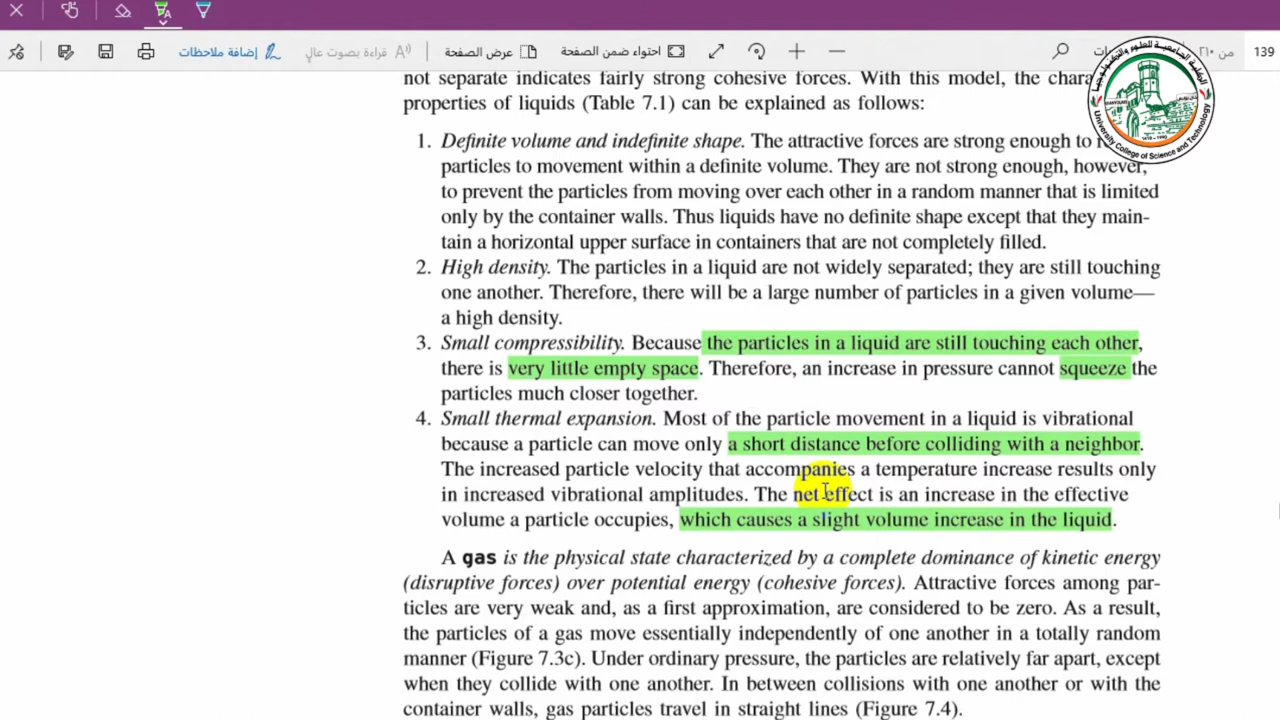 إضافة ملاحظات
قراءة بصوت عالٍ
عرض الصفحة
احتواء ضمن الصفحة
من ٢٦٠
139
الكلية الجامعية للعلوم والتكنولوجيا
University College of Science and Technology
not separate indicates fairly strong cohesive forces. With this model, the
properties of liquids (Table 7.1) can be explained as follows:
1. Definite volume and indefinite shape. The attractive forces are strong enough to
particles to movement within a definite volume. They are not strong enough, however,
to prevent the particles from moving over each other in a random manner that is limited
only by the container walls. Thus liquids have no definite shape except that they main-
tain a horizontal upper surface in containers that are not completely filled.
2. High density. The particles in a liquid are not widely separated; they are still touching
one another. Therefore, there will be a large number of particles in a given volume—
a high density.
3. Small compressibility. Because the particles in a liquid are still touching each other,
there is very little empty space. Therefore, an increase in pressure cannot squeeze the
particles much closer together.
4. Small thermal expansion. Most of the particle movement in a liquid is vibrational
because a particle can move only a short distance before colliding with a neighbor.
The increased particle velocity that accompanies a temperature increase results only
in increased vibrational amplitudes. The net effect is an increase in the effective
volume a particle occupies, which causes a slight volume increase in the liquid.
A gas is the physical state characterized by a complete dominance of kinetic energy
(disruptive forces) over potential energy (cohesive forces). Attractive forces among par-
ticles are very weak and, as a first approximation, are considered to be zero. As a result,
the particles of a gas move essentially independently of one another in a totally random
manner (Figure 7.3c). Under ordinary pressure, the particles are relatively far apart, except
when they collide with one another. In between collisions with one another or with the
container walls, gas particles travel in straight lines (Figure 7.4).